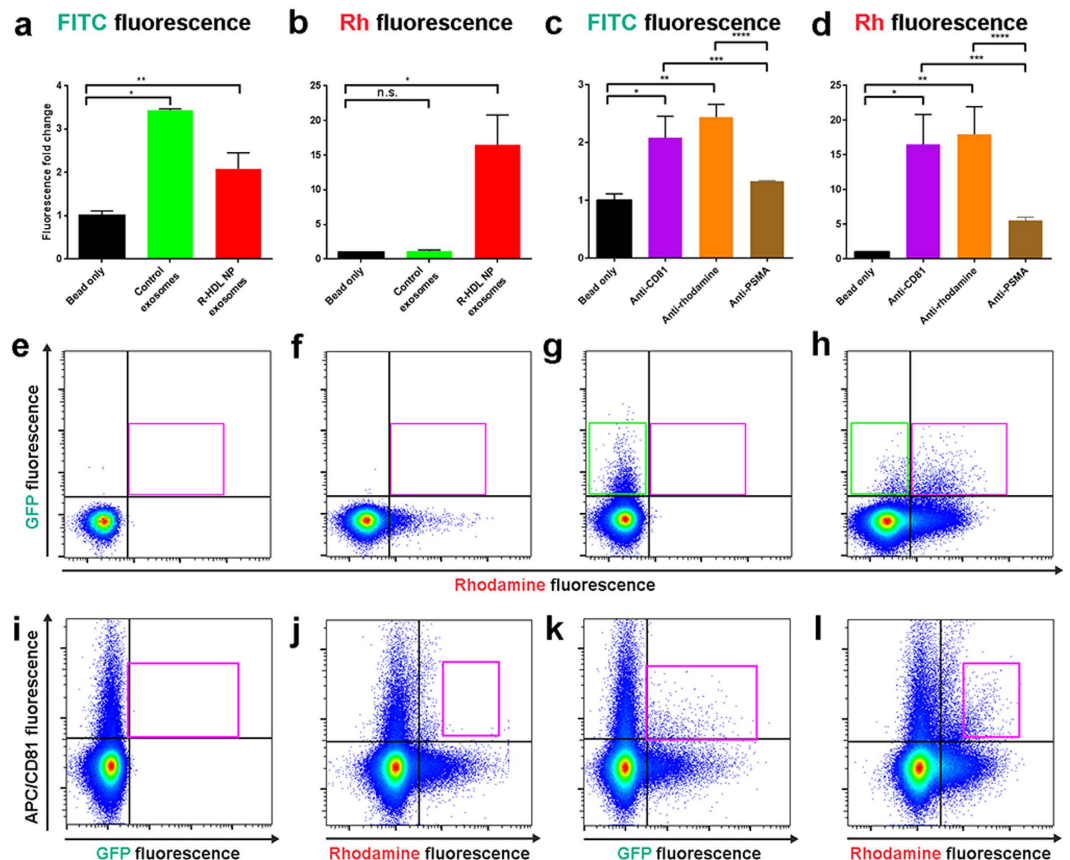 a FITC fluorescence
b Rh fluorescence
c FITC fluorescence
d Rh fluorescence
****
****
***
***
**
*
*
n.s.
**
*
**
*
Fluorescence fold change
4
3
2
1
0
25
20
15
10
5
0
3
2
1
0
25
20
15
10
5
0
Bead only
Control
exosomes
R-HDL NP
exosomes
Bead only
Control
exosomes
R-HDL NP
exosomes
Bead only
Anti-CD81
Anti-rhodamine
Anti-PSMA
Bead only
Anti-CD81
Anti-rhodamine
Anti-PSMA
e
f
g
h
GFP fluorescence
Rhodamine fluorescence
i
j
k
l
APC/CD81 fluorescence
GFP fluorescence
Rhodamine fluorescence
GFP fluorescence
Rhodamine fluorescence